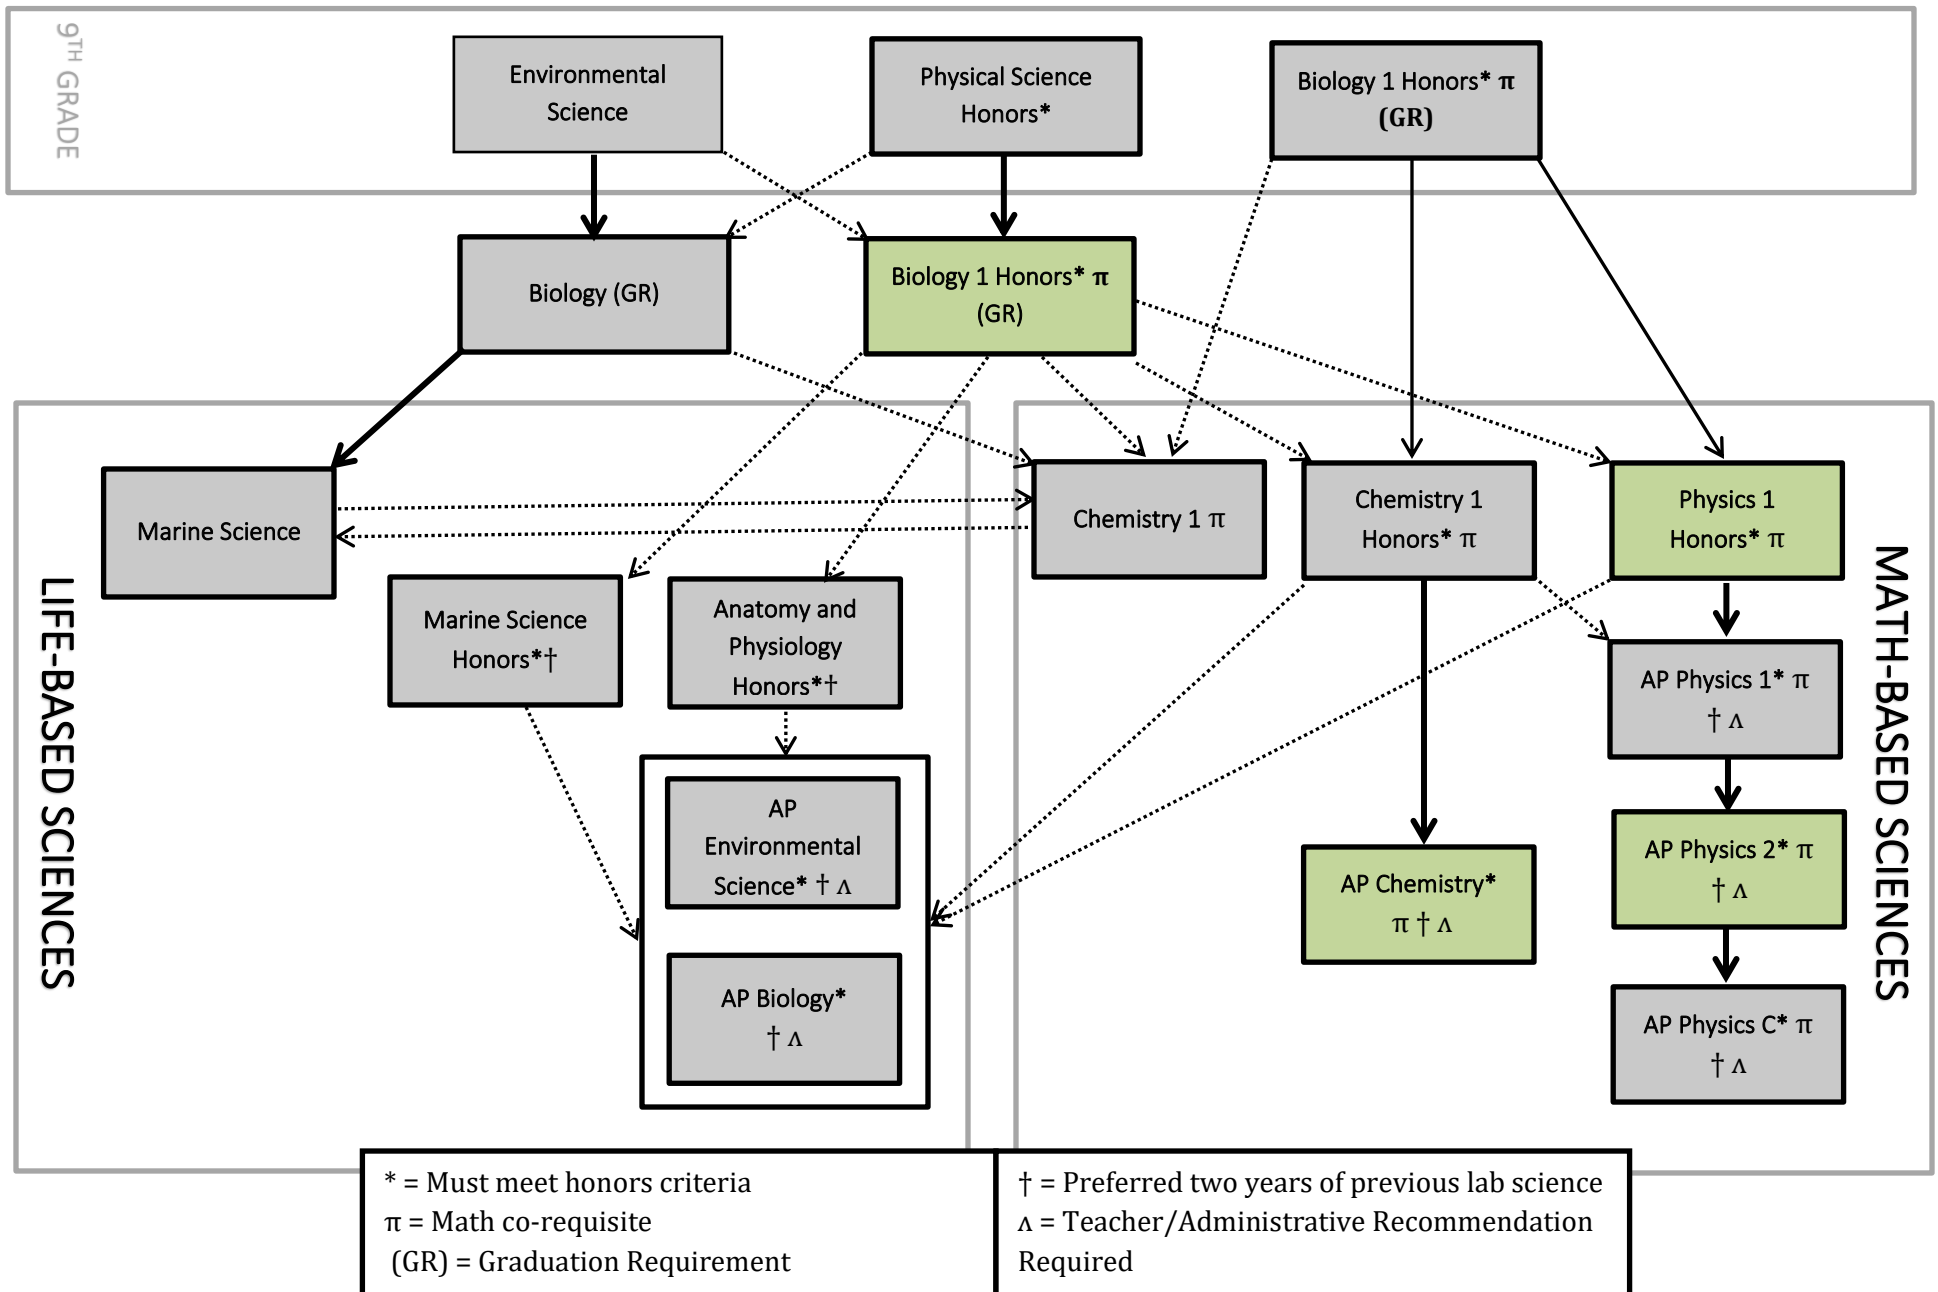 9TH GRADE
Environmental
Science
Physical Science
Honors*
Biology 1 Honors* π
(GR)
Biology (GR)
Biology 1 Honors* π
(GR)
LIFE-BASED SCIENCES
Marine Science
Marine Science
Honors*†
Anatomy and
Physiology
Honors*†
AP
Environmental
Science* † ʌ
AP Biology*
† ʌ
MATH-BASED SCIENCES
Chemistry 1 π
Chemistry 1
Honors* π
Physics 1
Honors* π
AP Physics 1* π
† ʌ
AP Chemistry*
π † ʌ
AP Physics 2* π
† ʌ
AP Physics C* π
† ʌ
* = Must meet honors criteria
π = Math co-requisite
(GR) = Graduation Requirement
† = Preferred two years of previous lab science
ʌ = Teacher/Administrative Recommendation
Required